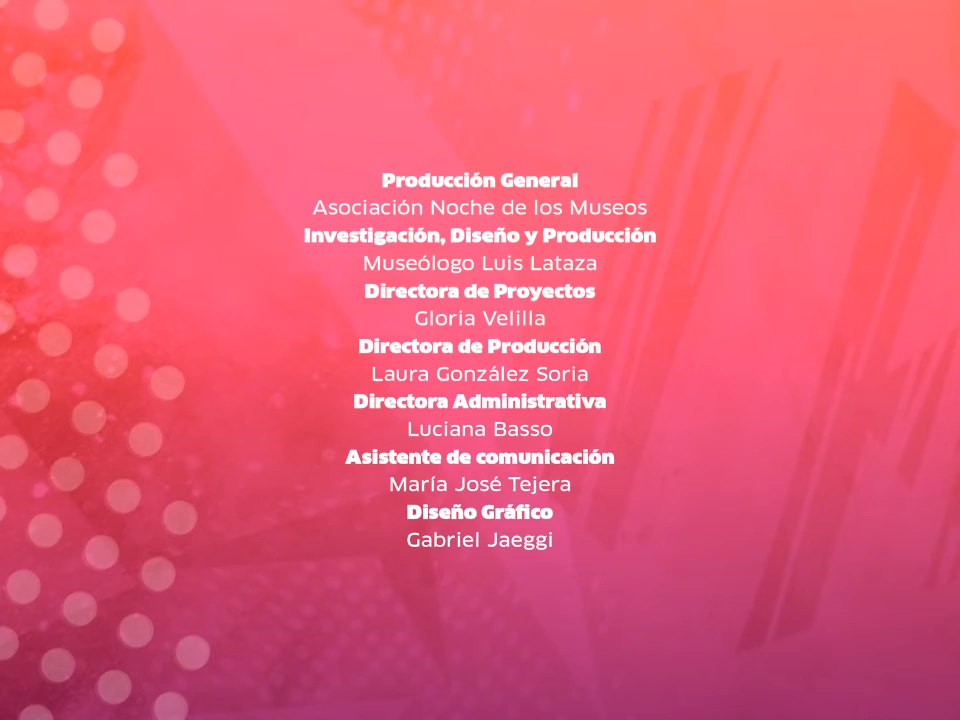 Producción General
Asociación Noche de los Museos
Investigación, Diseño y Producción
Museólogo Luis Lataza
Directora de Proyectos
Gloria Velilla
Directora de Producción
Laura González Soria
Directora Administrativa
Luciana Basso
Asistente de comunicación
María José Tejera
Diseño Gráfico
Gabriel Jaeggi